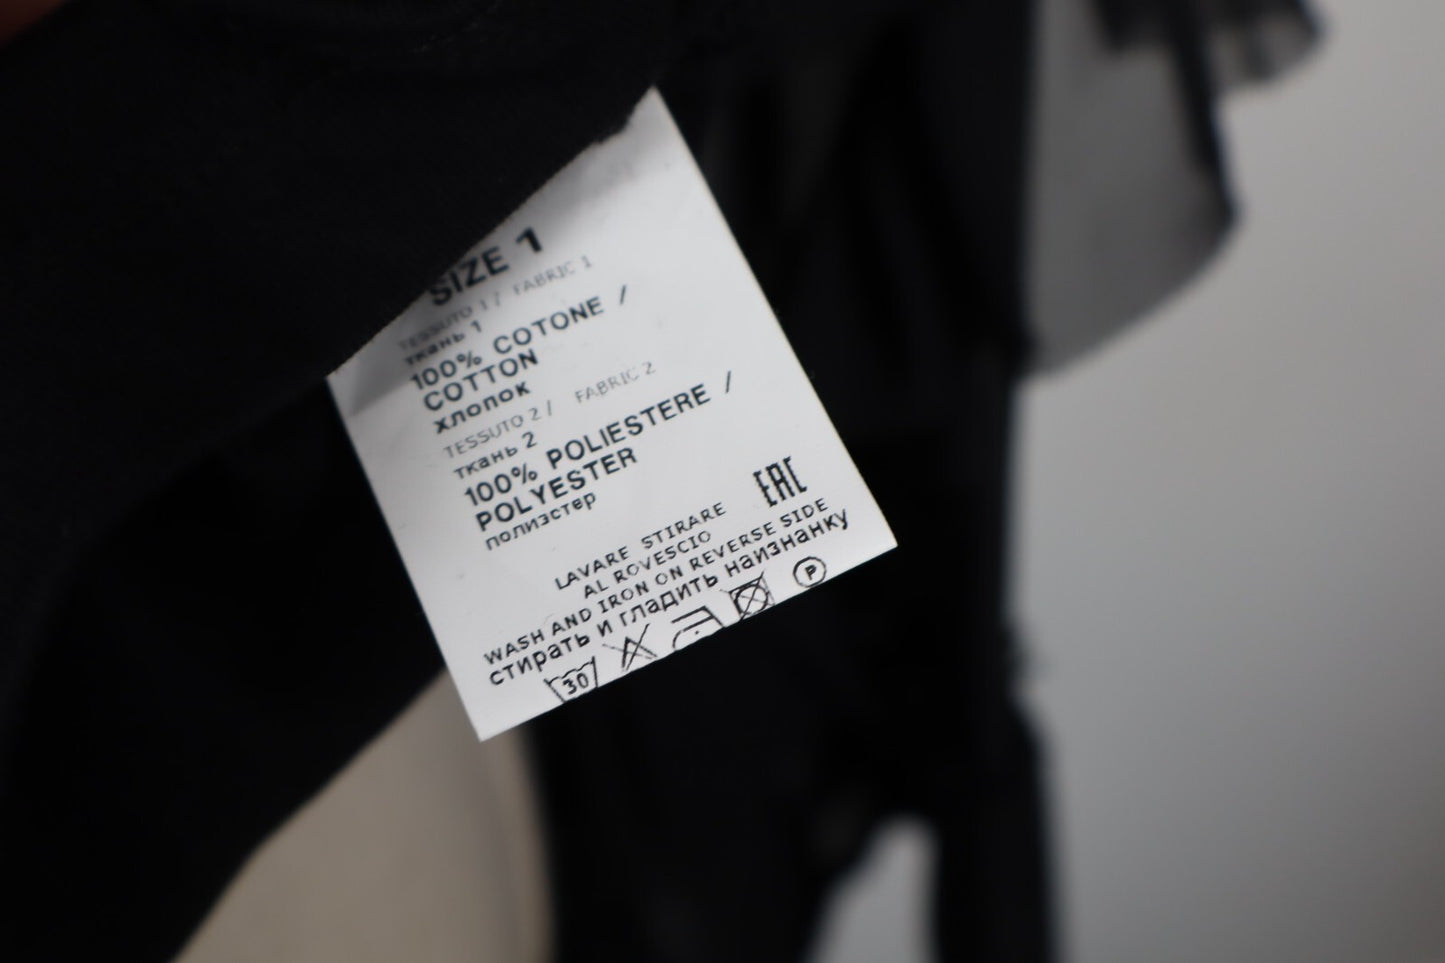 SIZE 1
TESSUTO 1 / FABRIC 1
ткань 1
100% COTONE /
COTTON
хлопок
TESSUTO 2 / FABRIC 2
ткань 2
100% POLIESTERE /
POLYESTER
полиэстер
EAC
LAVARE STIRARE
AL ROVESCIO
WASH AND IRON ON REVERSE SIDE
стирать и гладить наизнанку
30
P